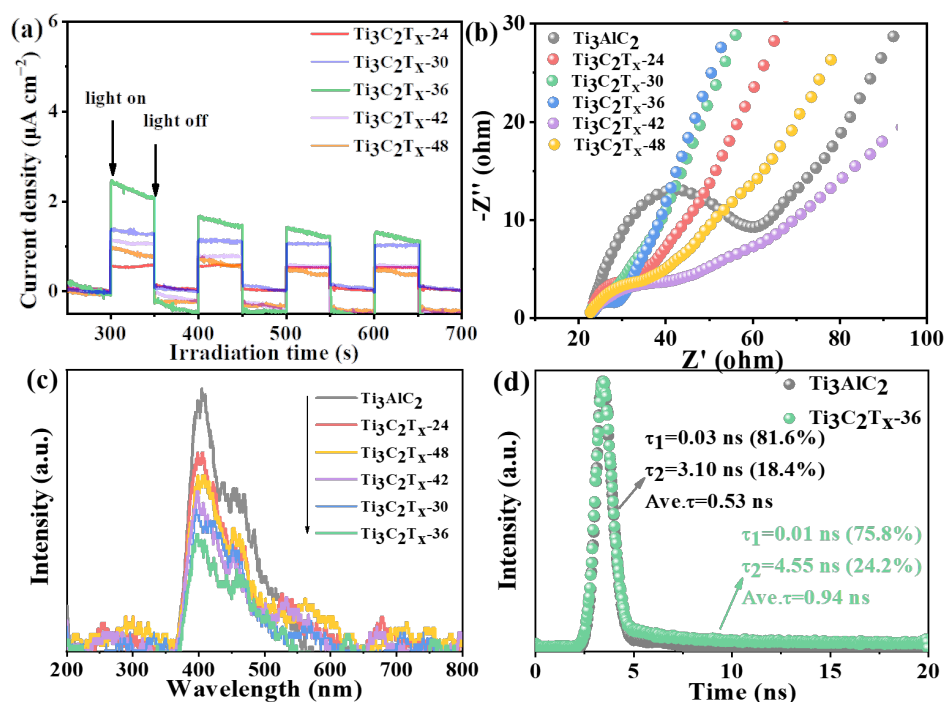 (a)
Current density (µA cm⁻²)
6
4
2
0
light on
light off
Ti3C2Tx-24
Ti3C2Tx-30
Ti3C2Tx-36
Ti3C2Tx-42
Ti3C2Tx-48
300 400 500 600 700
Irradiation time (s)
(b)
-Z'' (ohm)
30
20
10
0
Ti3AlC2
Ti3C2Tx-24
Ti3C2Tx-30
Ti3C2Tx-36
Ti3C2Tx-42
Ti3C2Tx-48
20 40 60 80 100
Z' (ohm)
(c)
Intensity (a.u.)
Ti3AlC2
Ti3C2Tx-24
Ti3C2Tx-48
Ti3C2Tx-42
Ti3C2Tx-30
Ti3C2Tx-36
200 300 400 500 600 700 800
Wavelength (nm)
(d)
Intensity (a.u.)
Ti3AlC2
Ti3C2Tx-36
τ1=0.03 ns (81.6%)
τ2=3.10 ns (18.4%)
Ave.τ=0.53 ns
τ1=0.01 ns (75.8%)
τ2=4.55 ns (24.2%)
Ave.τ=0.94 ns
0 5 10 15 20
Time (ns)